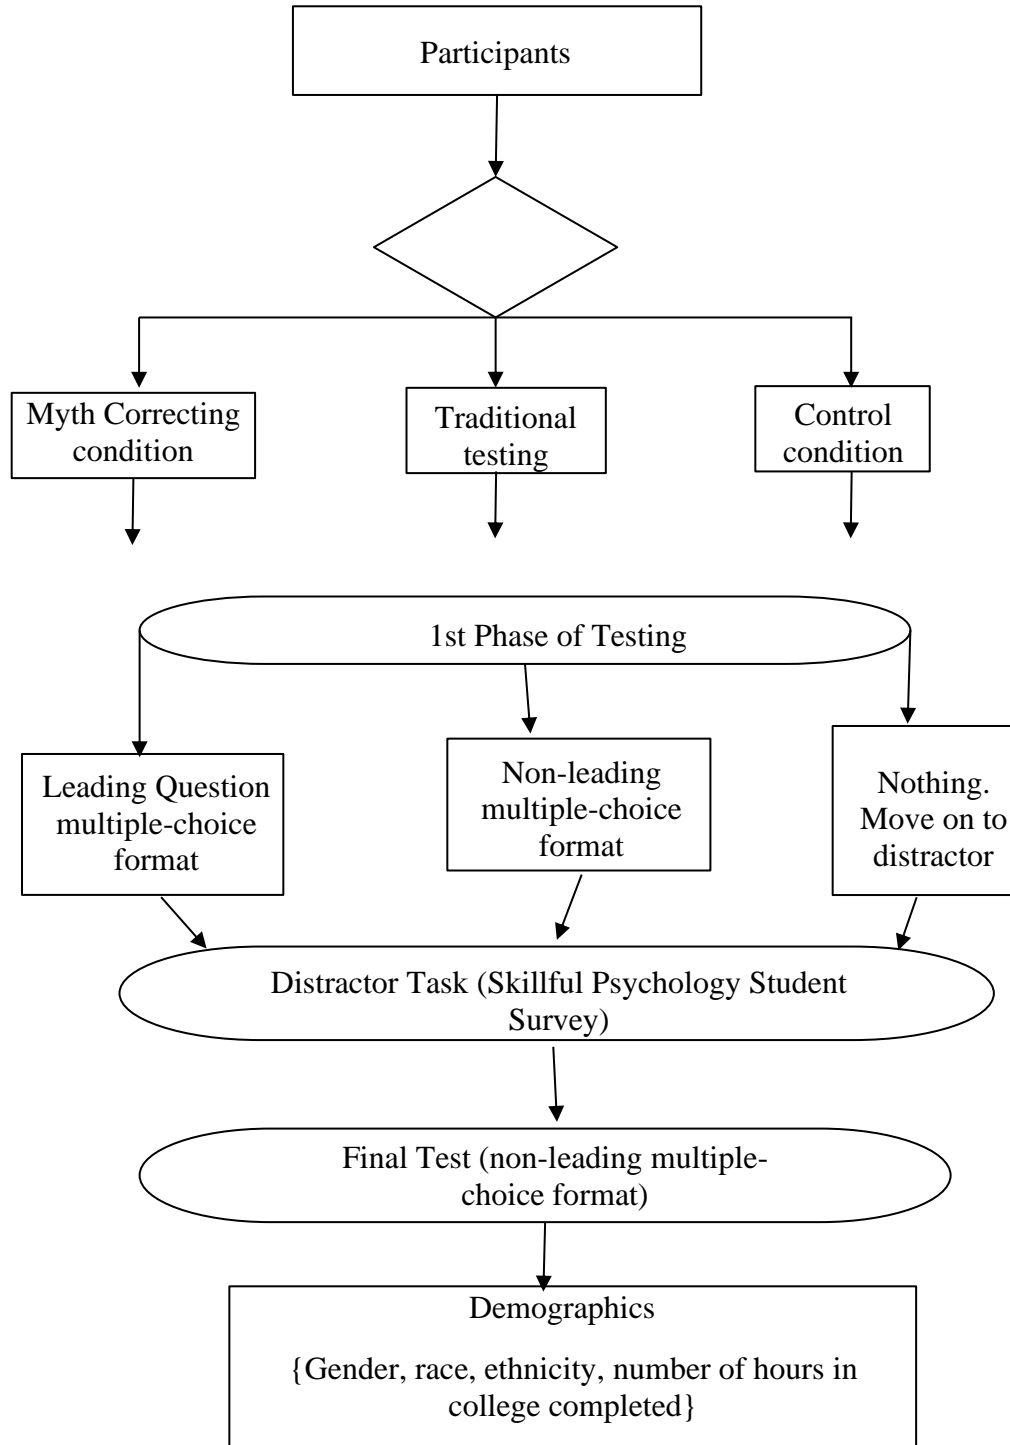 Participants
Myth Correcting
condition
Traditional
testing
Control
condition
1st Phase of Testing
Leading Question
multiple-choice
format
Non-leading
multiple-choice
format
Nothing.
Move on to
distractor
Distractor Task (Skillful Psychology Student
Survey)
Final Test (non-leading multiple-
choice format)
Demographics
{Gender, race, ethnicity, number of hours in
college completed}